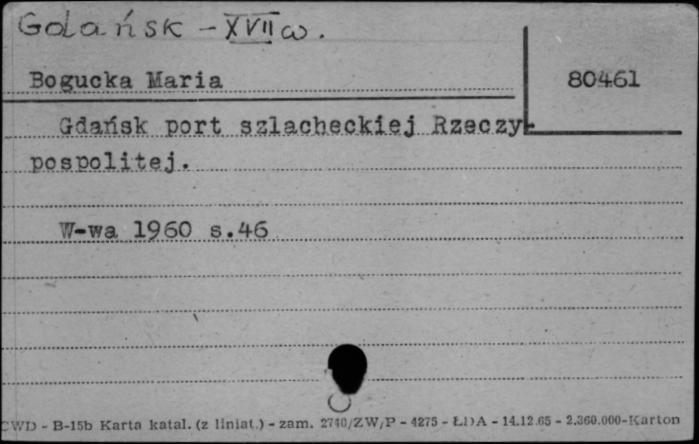 Gdańsk - XVII w.
Bogucka Maria
80461
Gdańsk port szlacheckiej Rzeczy-
pospolitej.
W-wa 1960 s.46
CWD - B-15b Karta katal. (z liniat.) - zam. 2740/ZW/P - 4275 - ŁDA - 14.12.65 - 2.360.000-Karton